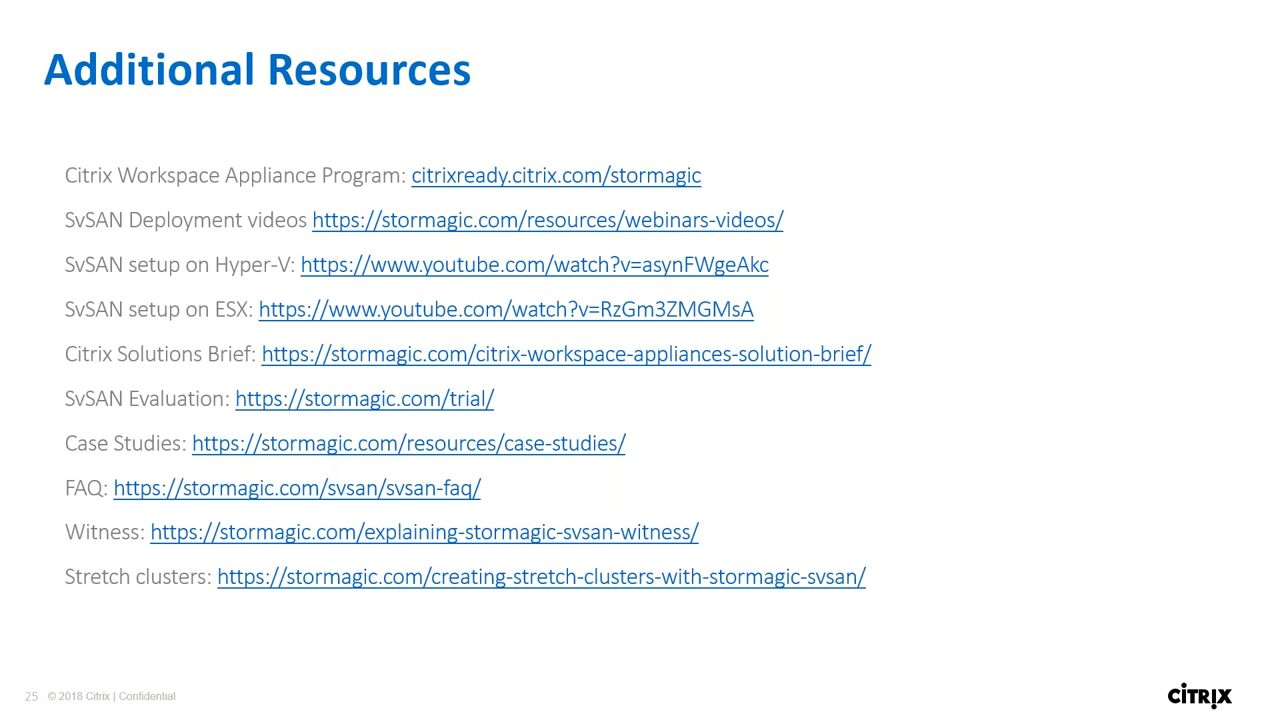 Additional Resources
Citrix Workspace Appliance Program: citrixready.citrix.com/stormagic
SvSAN Deployment videos https://stormagic.com/resources/webinars-videos/
SvSAN setup on Hyper-V: https://www.youtube.com/watch?v=asynFWgeAkc
SvSAN setup on ESX: https://www.youtube.com/watch?v=RzGm3ZMGMsA
Citrix Solutions Brief: https://stormagic.com/citrix-workspace-appliances-solution-brief/
SvSAN Evaluation: https://stormagic.com/trial/
Case Studies: https://stormagic.com/resources/case-studies/
FAQ: https://stormagic.com/svsan/svsan-faq/
Witness: https://stormagic.com/explaining-stormagic-svsan-witness/
Stretch clusters: https://stormagic.com/creating-stretch-clusters-with-stormagic-svsan/
25 © 2018 Citrix | Confidential
CITRIX